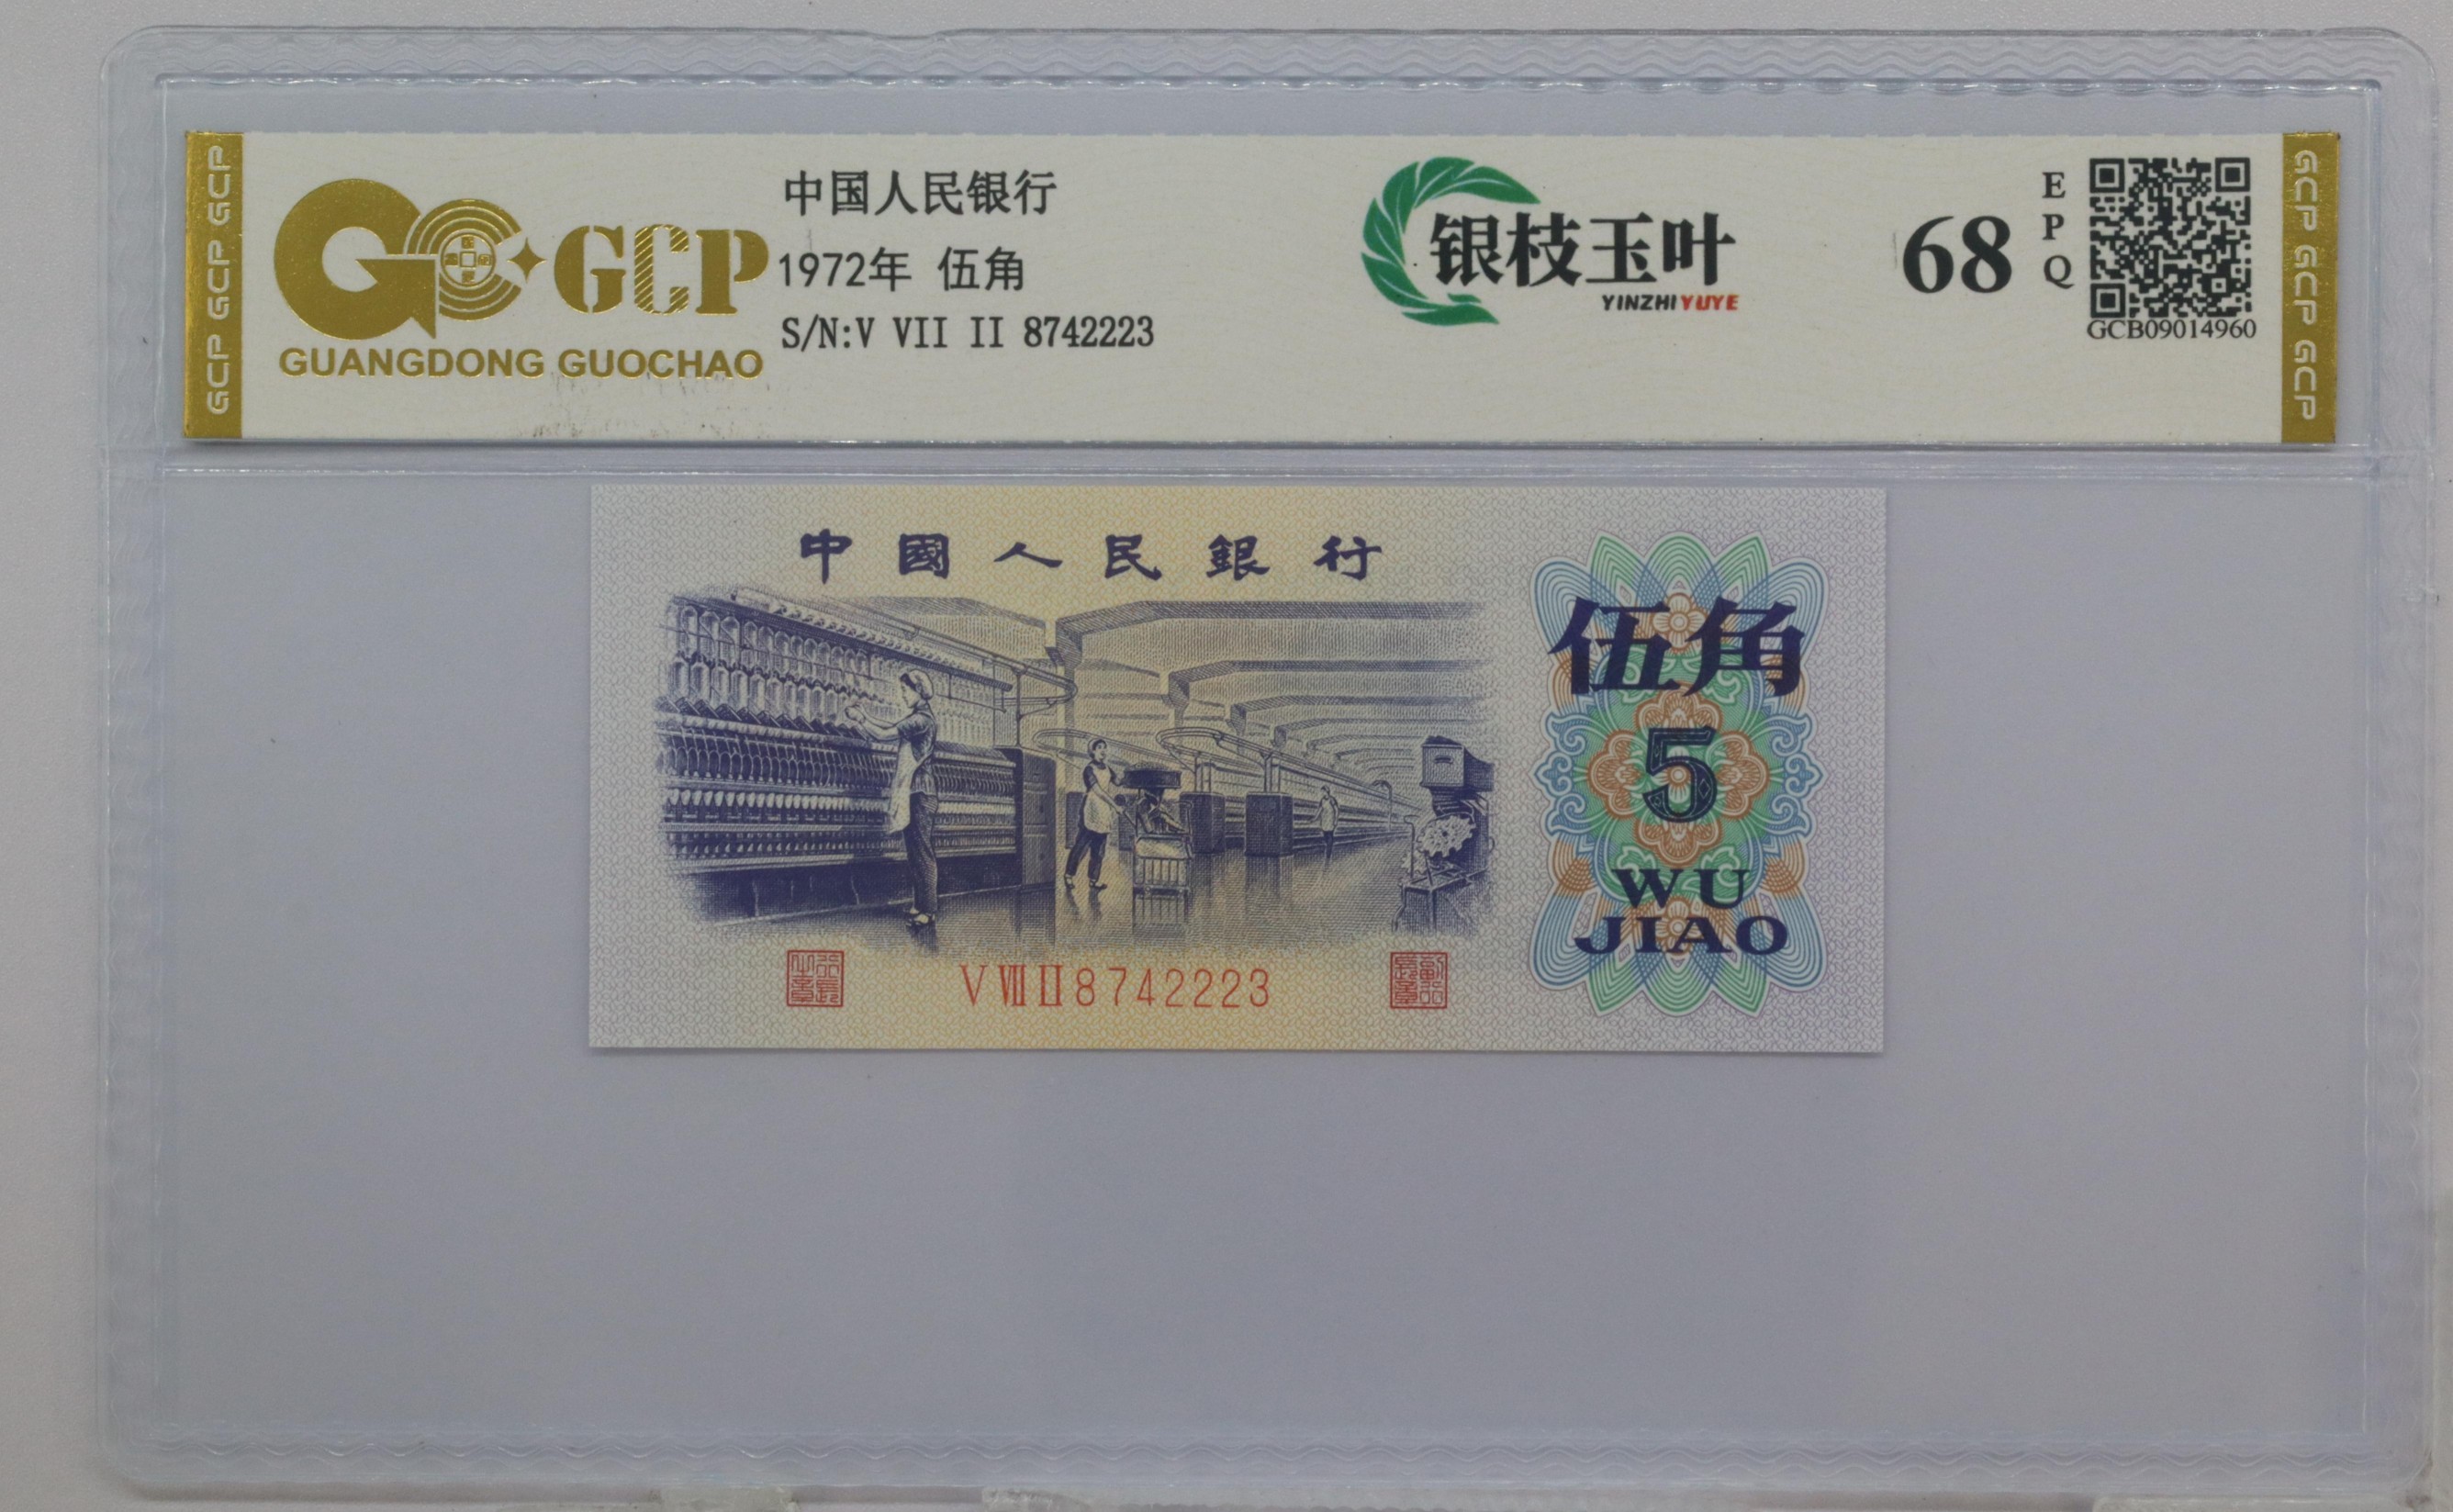 GCP GCP GCP
GCP
GUANGDONG GUOCHAO
中国人民银行
1972年 伍角
S/N:V VII II 8742223
银枝玉叶
YINZHIYUYE
68
EPQ
GCB09014960
GCP GCP GCP
中國人民銀行
伍角
5
WU
JIAO
V VII II 8742223